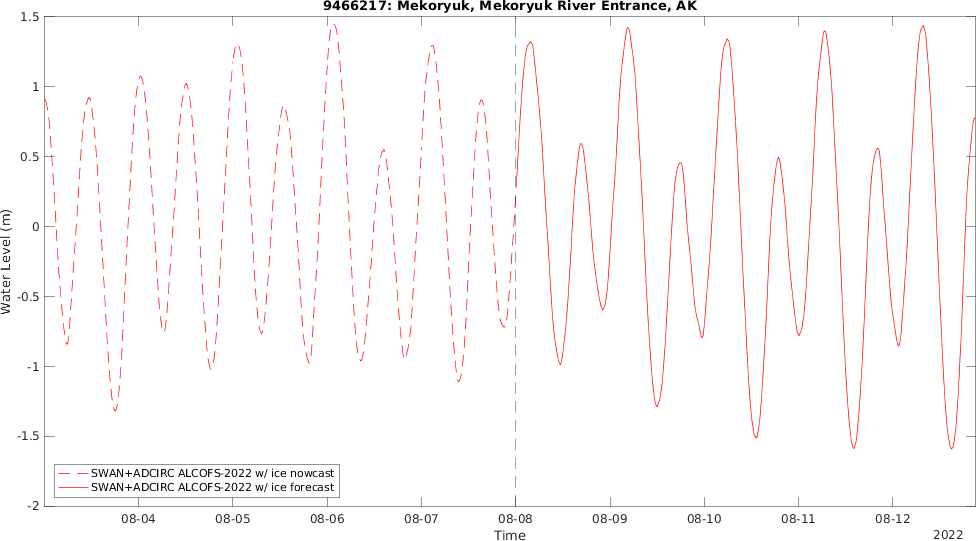 9466217: Mekoryuk, Mekoryuk River Entrance, AK
1.5
1
0.5
0
-0.5
-1
-1.5
-2
Water Level (m)
SWAN+ADCIRC ALCOFS-2022 w/ ice nowcast
SWAN+ADCIRC ALCOFS-2022 w/ ice forecast
08-04 08-05 08-06 08-07 08-08 08-09 08-10 08-11 08-12
Time
2022